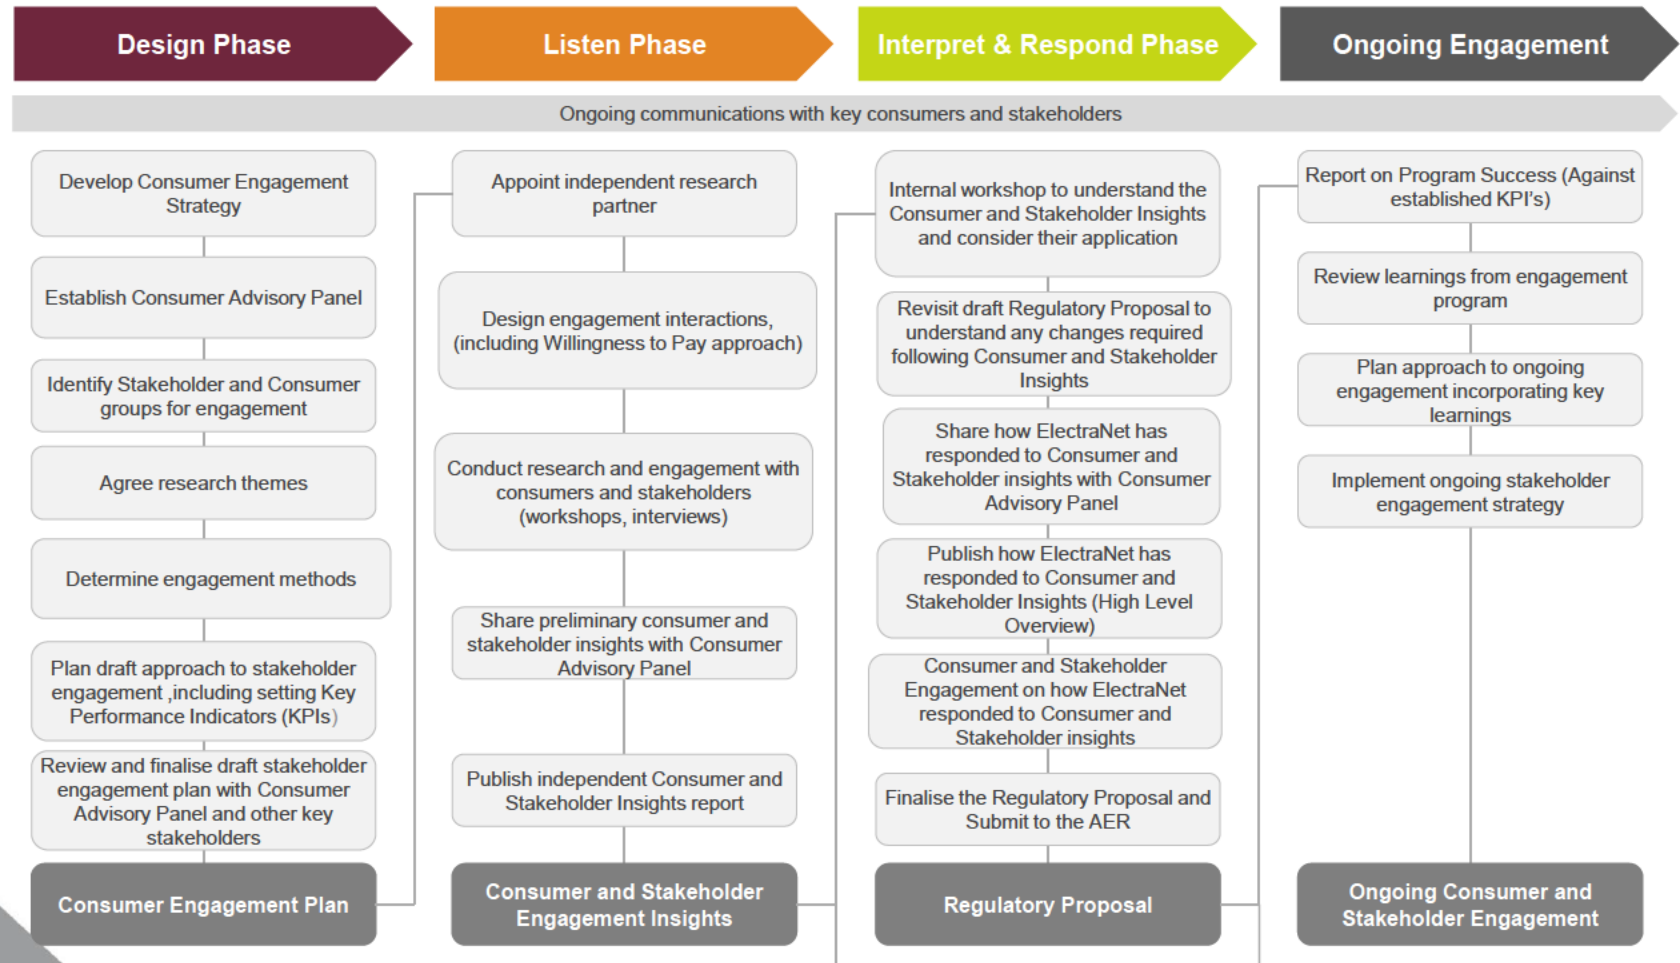 Design Phase
Listen Phase
Interpret & Respond Phase
Ongoing Engagement
Ongoing communications with key consumers and stakeholders
Develop Consumer Engagement
Strategy
Establish Consumer Advisory Panel
Identify Stakeholder and Consumer
groups for engagement
Agree research themes
Determine engagement methods
Plan draft approach to stakeholder
engagement ,including setting Key
Performance Indicators (KPIs)
Review and finalise draft stakeholder
engagement plan with Consumer
Advisory Panel and other key
stakeholders
Consumer Engagement Plan
Appoint independent research
partner
Design engagement interactions,
(including Willingness to Pay approach)
Conduct research and engagement with
consumers and stakeholders
(workshops, interviews)
Share preliminary consumer and
stakeholder insights with Consumer
Advisory Panel
Publish independent Consumer and
Stakeholder Insights report
Consumer and Stakeholder
Engagement Insights
Internal workshop to understand the
Consumer and Stakeholder Insights
and consider their application
Revisit draft Regulatory Proposal to
understand any changes required
following Consumer and Stakeholder
Insights
Share how ElectraNet has
responded to Consumer and
Stakeholder insights with Consumer
Advisory Panel
Publish how ElectraNet has
responded to Consumer and
Stakeholder Insights (High Level
Overview)
Consumer and Stakeholder
Engagement on how ElectraNet
responded to Consumer and
Stakeholder insights
Finalise the Regulatory Proposal and
Submit to the AER
Regulatory Proposal
Report on Program Success (Against
established KPI's)
Review learnings from engagement
program
Plan approach to ongoing
engagement incorporating key
learnings
Implement ongoing stakeholder
engagement strategy
Ongoing Consumer and
Stakeholder Engagement